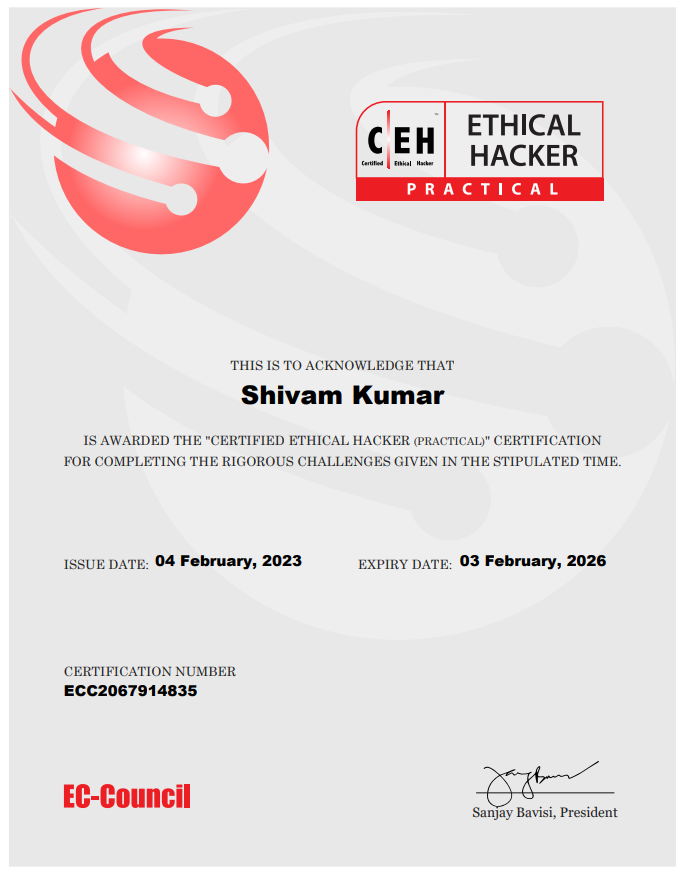 CEH
Certified Ethical Hacker
™
ETHICAL
HACKER
PRACTICAL
THIS IS TO ACKNOWLEDGE THAT
Shivam Kumar
IS AWARDED THE "CERTIFIED ETHICAL HACKER (PRACTICAL)" CERTIFICATION
FOR COMPLETING THE RIGOROUS CHALLENGES GIVEN IN THE STIPULATED TIME.
ISSUE DATE: 04 February, 2023 EXPIRY DATE: 03 February, 2026
CERTIFICATION NUMBER
ECC2067914835
EC-Council
Sanjay Bavisi, President